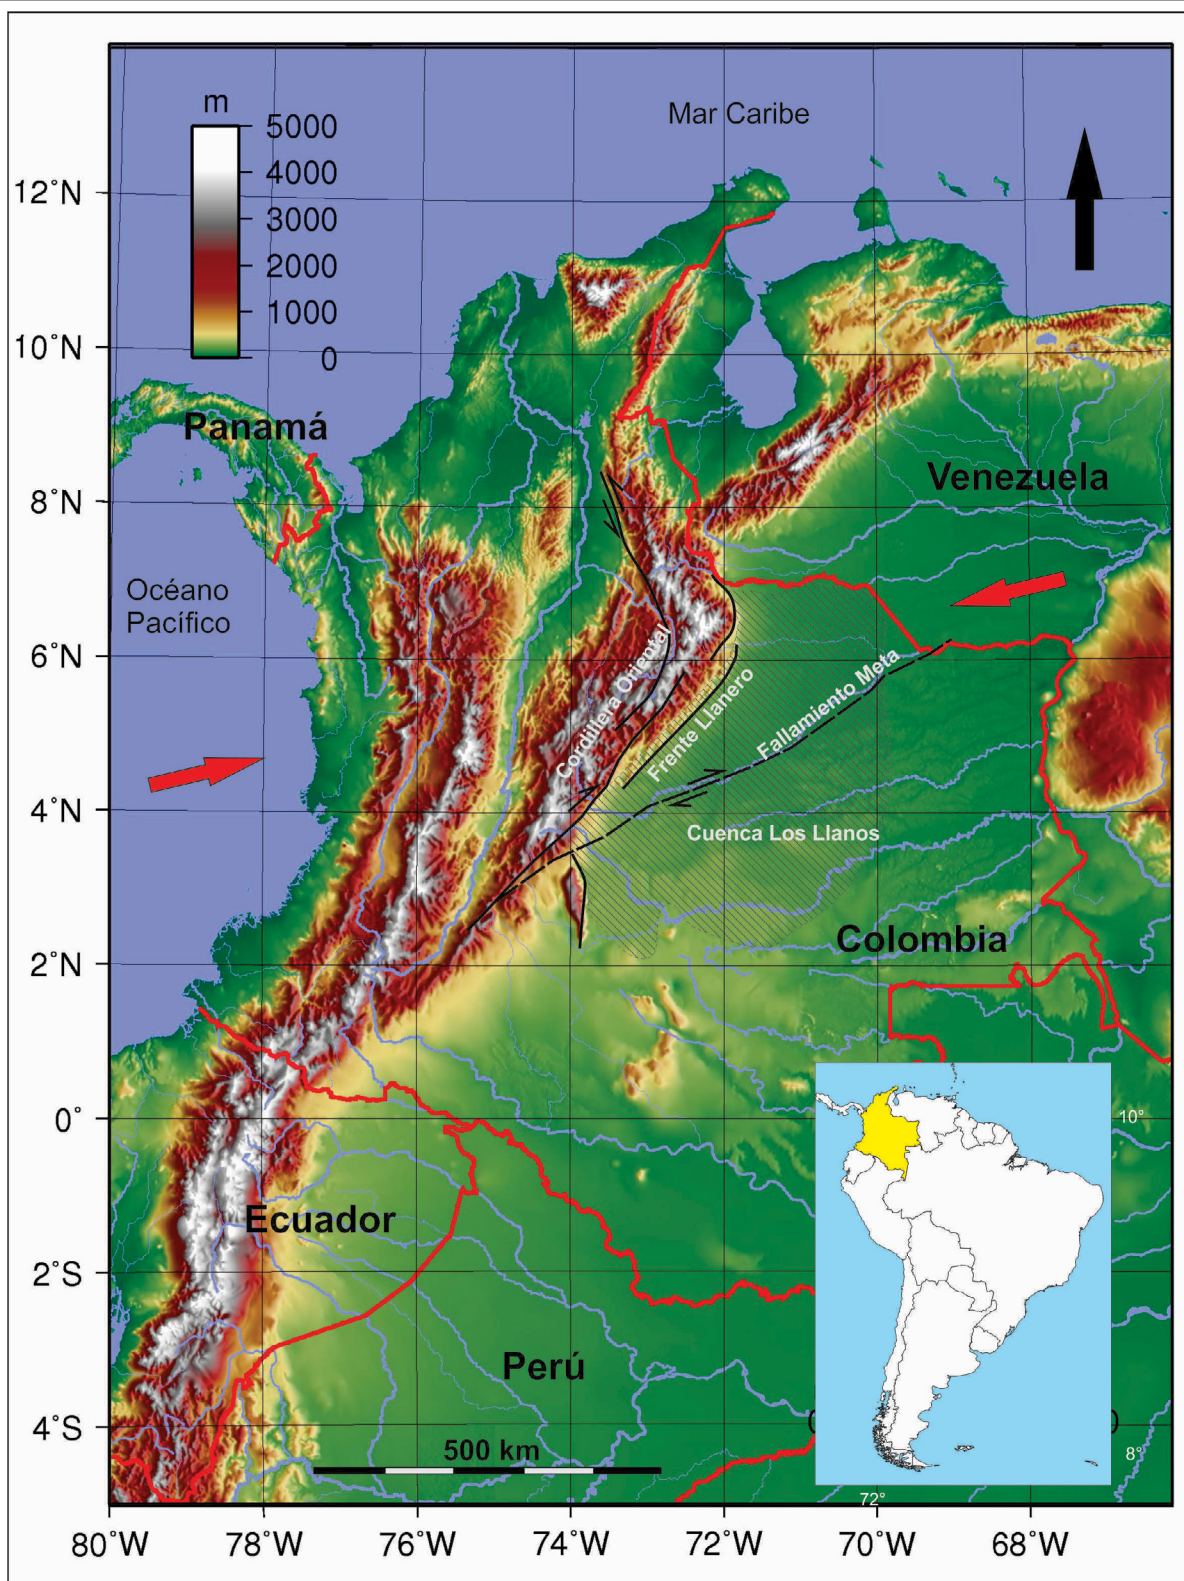 m
5000
4000
3000
2000
1000
0
Mar Caribe
12°N
10°N
8°N
6°N
4°N
2°N
0°
2°S
4°S
Panamá
Venezuela
Océano
Pacífico
Cordillera Oriental
Frente Llanero
Fallamiento Meta
Cuenca Los Llanos
Colombia
Ecuador
Perú
500 km
10°
8°
72°
80°W
78°W
76°W
74°W
72°W
70°W
68°W